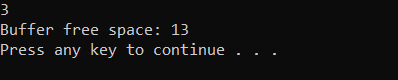 3
Buffer free space: 13
Press any key to continue . . .